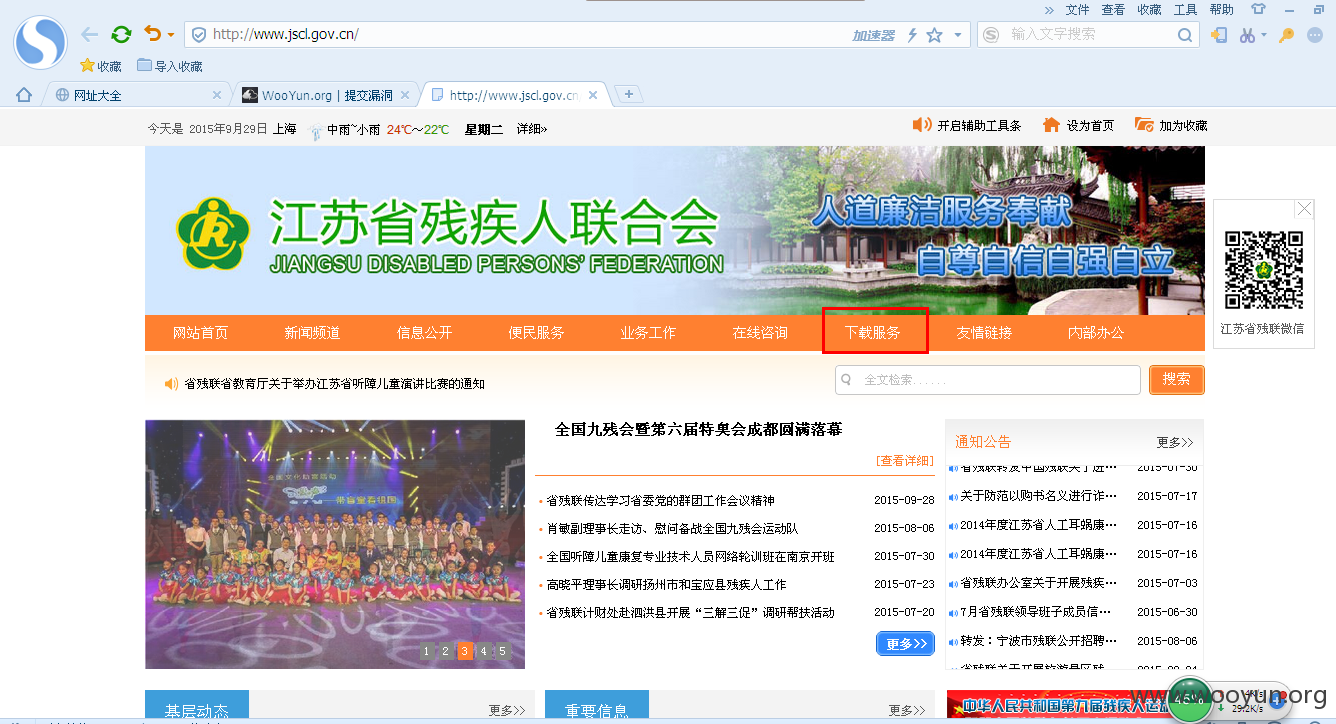 文件 查看 收藏 工具 帮助
http://www.jscl.gov.cn/
加速器
输入文字搜索
收藏 导入收藏
网址大全
WooYun.org | 提交漏洞
http://www.jscl.gov.cn
今天是 2015年9月29日 上海 中雨~小雨 24℃~22℃ 星期二 详细»
开启辅助工具条 设为首页 加为收藏
江苏省残疾人联合会
JIANGSU DISABLED PERSONS' FEDERATION
人道廉洁服务奉献
自尊自信自强自立
江苏省残联微信
网站首页 新闻频道 信息公开 便民服务 业务工作 在线咨询 下载服务 友情链接 内部办公
省残联省教育厅关于举办江苏省听障儿童演讲比赛的通知
全文检索......
搜索
1 2 3 4 5
全国九残会暨第六届特奥会成都圆满落幕
[查看详细]
省残联传达学习省委党的群团工作会议精神 2015-09-28
肖敏副理事长走访、慰问备战全国九残会运动队 2015-08-06
全国听障儿童康复专业技术人员网络轮训班在南京开班 2015-07-30
高晓平理事长调研扬州市和宝应县残疾人工作 2015-07-23
省残联计财处赴泗洪县开展“三解三促”调研帮扶活动 2015-07-20
更多>>
通知公告 更多>>
省残联转发中国残联关于进… 2015-07-30
关于防范以购书名义进行诈… 2015-07-17
2014年度江苏省人工耳蜗康… 2015-07-16
2014年度江苏省人工耳蜗康… 2015-07-16
省残联办公室关于开展残疾… 2015-07-03
7月省残联领导班子成员信… 2015-06-30
转发：宁波市残联公开招聘… 2015-08-06
基层动态 更多>>
重要信息 更多>>
中华人民共和国第九届残疾人运
45%
29.2K/s
www.wooyun.org